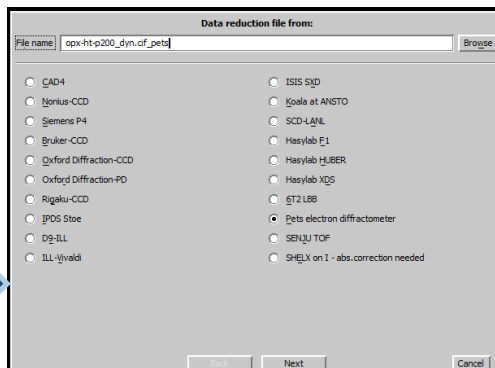 Data reduction file from:
File name opx-ht-p200_dyn.cif_pets Browse
CAD4
Nonius-CCD
Siemens P4
Bruker-CCD
Oxford Diffraction-CCD
Oxford Diffraction-PD
Rigaku-CCD
IPDS Stoe
D9-ILL
ILL-Vivaldi
ISIS SXD
Koala at ANSTO
SCD-LANL
Hasylab F1
Hasylab HUBER
Hasylab XDS
6T2 LBB
Pets electron diffractometer
SENJU TOF
SHELX on I - abs.correction needed
Back Next Cancel